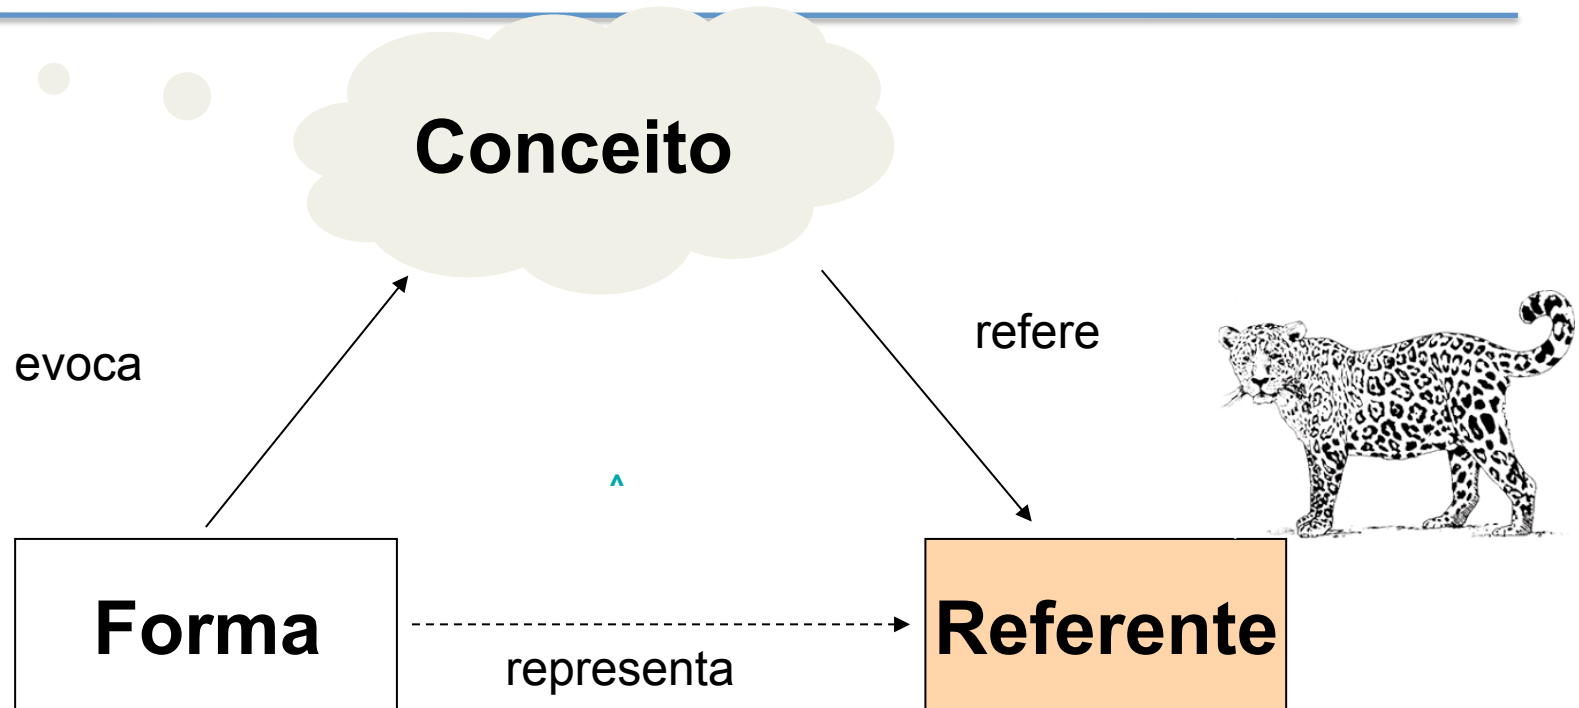 Conceito
refere
evoca
^
Forma
Referente
representa